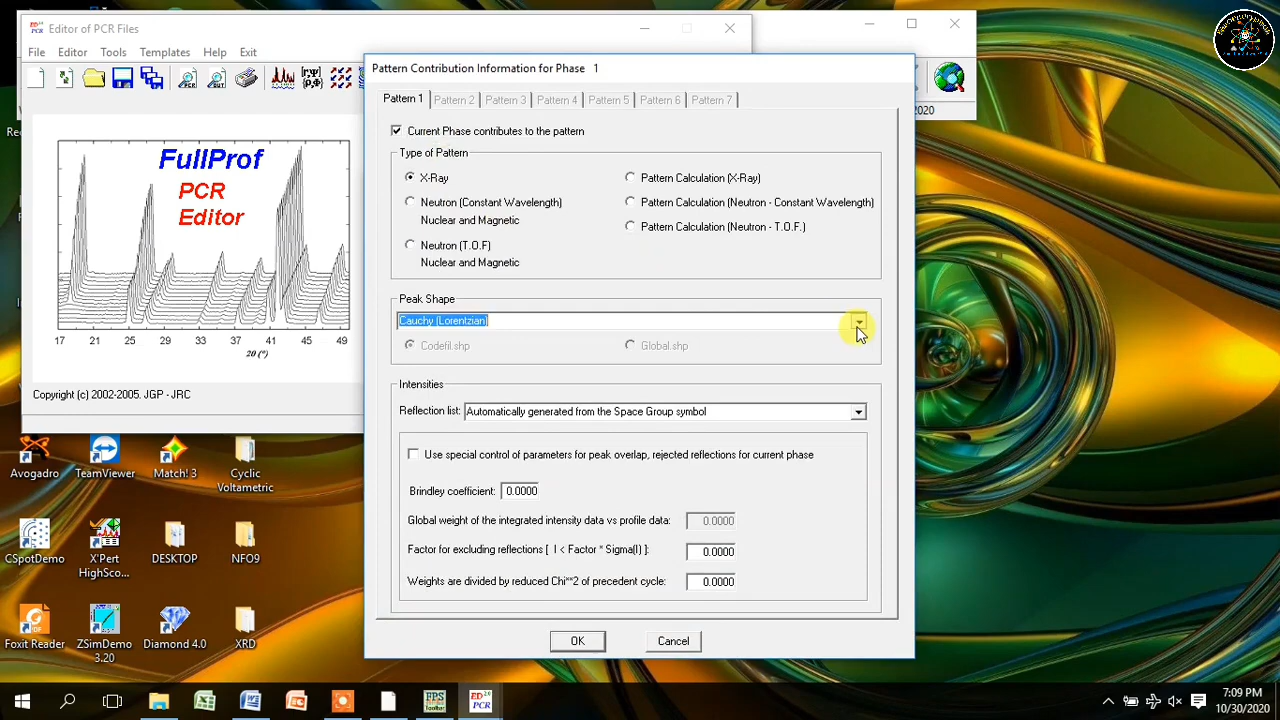 Editor of PCR Files
File Editor Tools Templates Help Exit
FullProf
PCR
Editor
17 21 25 29 33 37 41 45 49
2θ (°)
Copyright (c) 2002-2005. JGP - JRC
2020
Pattern Contribution Information for Phase 1
Pattern 1 Pattern 2 Pattern 3 Pattern 4 Pattern 5 Pattern 6 Pattern 7
Current Phase contributes to the pattern
Type of Pattern
X-Ray
Pattern Calculation (X-Ray)
Neutron (Constant Wavelength)
Nuclear and Magnetic
Pattern Calculation (Neutron - Constant Wavelength)
Neutron (T.O.F)
Nuclear and Magnetic
Pattern Calculation (Neutron - T.O.F.)
Peak Shape
Cauchy (Lorentzian)
Codefil.shp
Global.shp
Intensities
Reflection list: Automatically generated from the Space Group symbol
Use special control of parameters for peak overlap, rejected reflections for current phase
Brindley coefficient: 0.0000
Global weight of the integrated intensity data vs profile data: 0.0000
Factor for excluding reflections [ I < Factor * Sigma(I) ]: 0.0000
Weights are divided by reduced Chi**2 of precedent cycle: 0.0000
OK Cancel
Avogadro
TeamViewer
Match! 3
Cyclic
Voltametric
CSpotDemo
X'Pert
HighSco...
DESKTOP
NFO9
Foxit Reader
ZSimDemo
3.20
Diamond 4.0
XRD
7:09 PM
10/30/2020